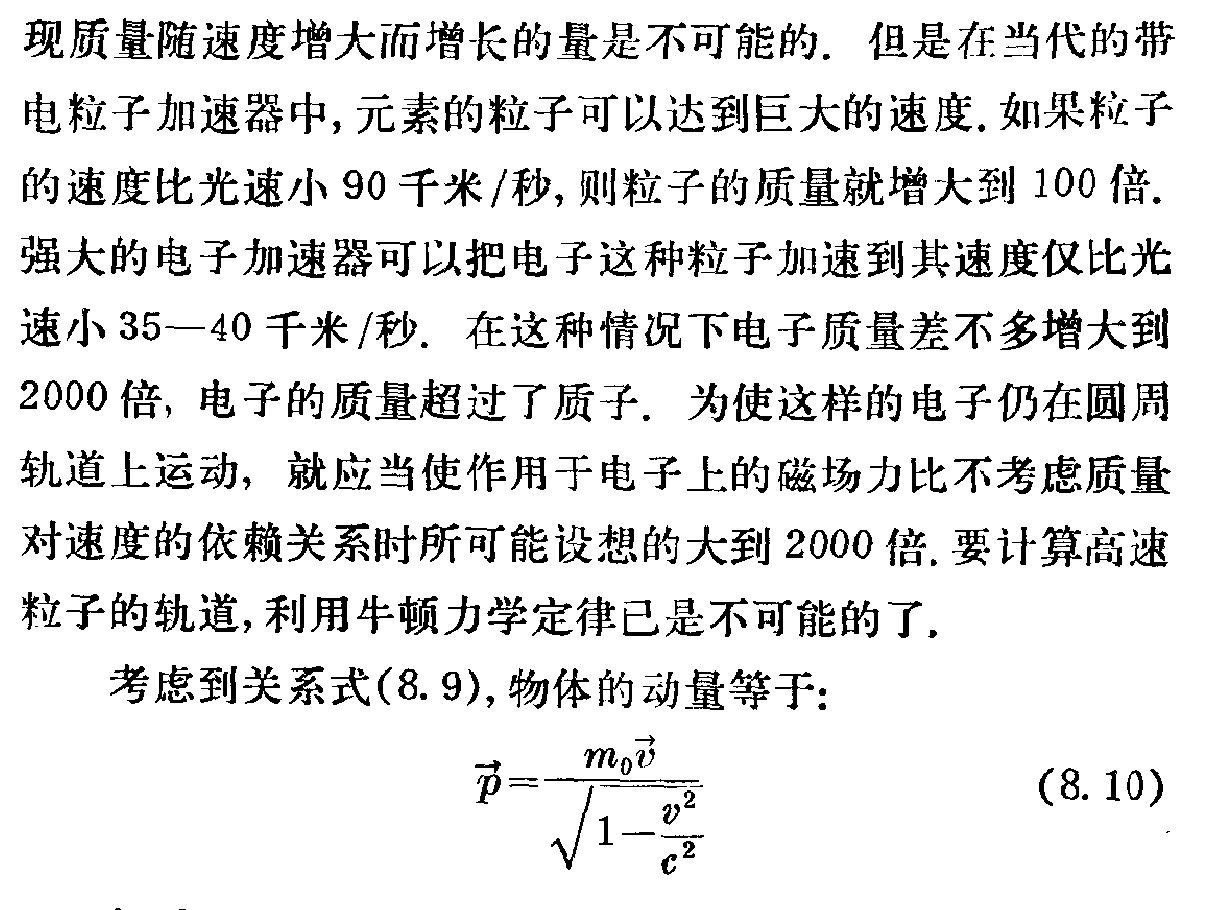 现质量随速度增大而增长的量是不可能的. 但是在当代的带
电粒子加速器中, 元素的粒子可以达到巨大的速度. 如果粒子
的速度比光速小 90 千米/秒, 则粒子的质量就增大到 100 倍.
强大的电子加速器可以把电子这种粒子加速到其速度仅比光
速小 35—40 千米/秒. 在这种情况下电子质量差不多增大到
2000 倍, 电子的质量超过了质子. 为使这样的电子仍在圆周
轨道上运动, 就应当使作用于电子上的磁场力比不考虑质量
对速度的依赖关系时所可能设想的大到 2000 倍. 要计算高速
粒子的轨道, 利用牛顿力学定律已是不可能的了.
考虑到关系式(8.9), 物体的动量等于:
$\vec{p}=\frac{m_0\vec{v}}{\sqrt{1-\frac{v^2}{c^2}}}$ (8.10)